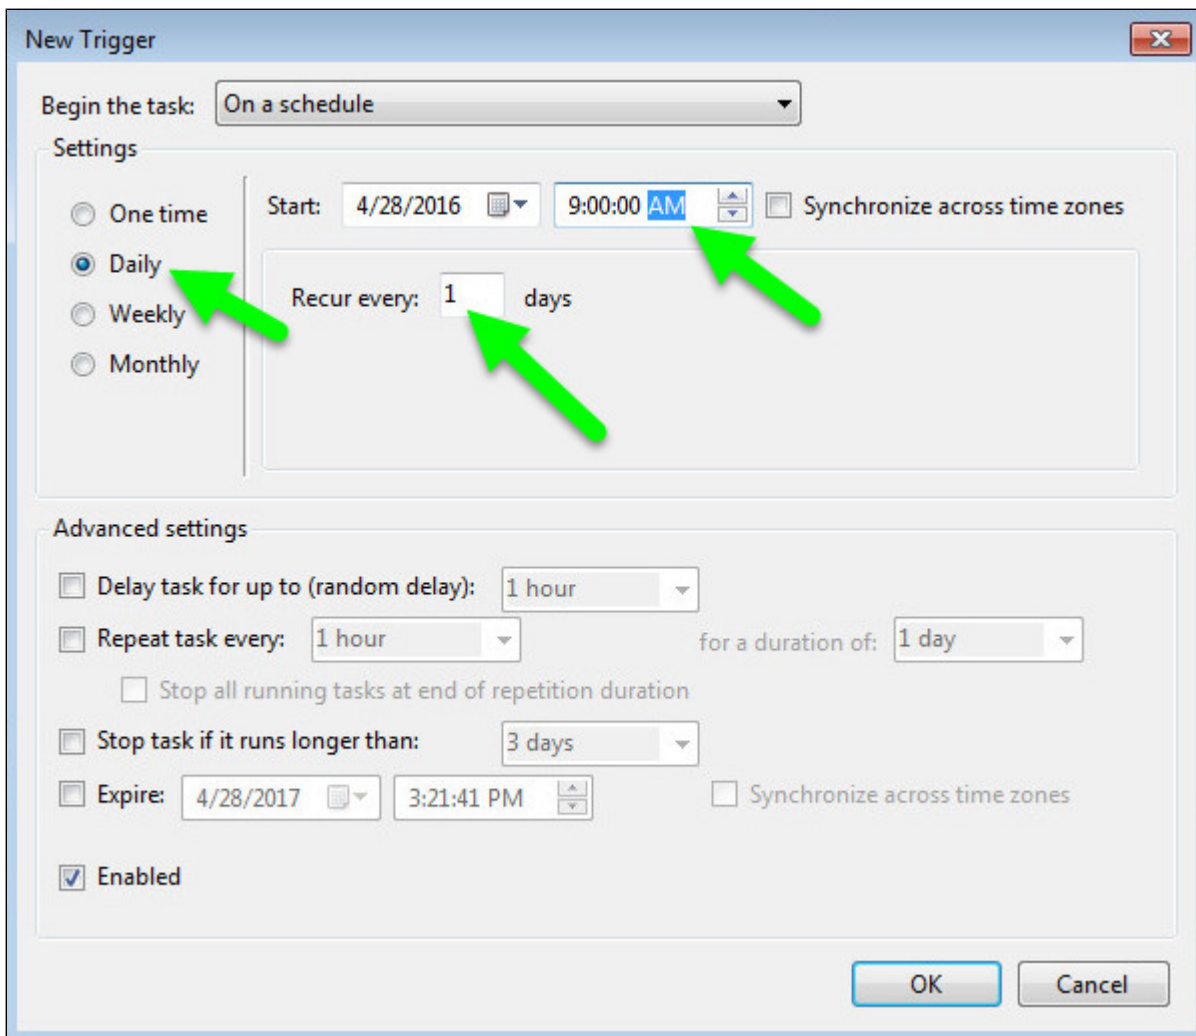 New Trigger
Begin the task: On a schedule
Settings
One time
Start: 4/28/2016 9:00:00 AM Synchronize across time zones
Daily
Recur every: 1 days
Weekly
Monthly
Advanced settings
Delay task for up to (random delay): 1 hour
Repeat task every: 1 hour for a duration of: 1 day
Stop all running tasks at end of repetition duration
Stop task if it runs longer than: 3 days
Expire: 4/28/2017 3:21:41 PM Synchronize across time zones
Enabled
OK Cancel